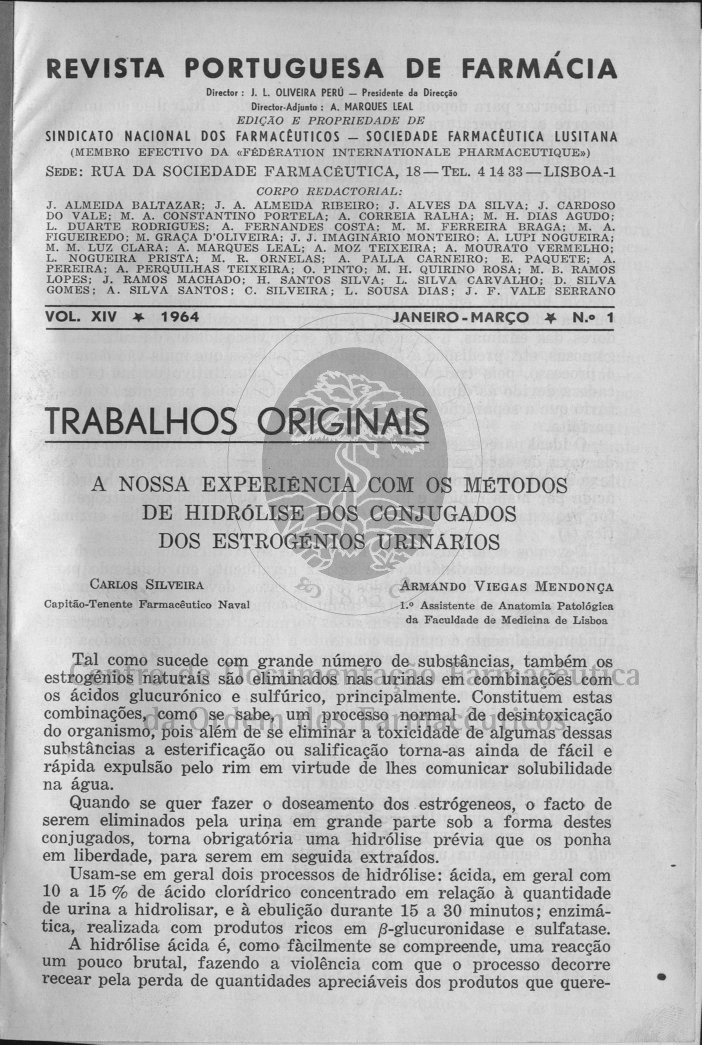 REVISTA PORTUGUESA DE FARMÁCIA
Director : J. L. OLIVEIRA PERÚ — Presidente da Direcção
Director-Adjunto : A. MARQUES LEAL
EDIÇÃO E PROPRIEDADE DE
SINDICATO NACIONAL DOS FARMACÊUTICOS — SOCIEDADE FARMACÊUTICA LUSITANA
(MEMBRO EFECTIVO DA «FÉDÉRATION INTERNATIONALE PHARMACEUTIQUE»)
SEDE: RUA DA SOCIEDADE FARMACÊUTICA, 18 — TEL. 4 14 33 — LISBOA-1
CORPO REDACTORIAL:
J. ALMEIDA BALTAZAR; J. A. ALMEIDA RIBEIRO; J. ALVES DA SILVA; J. CARDOSO
DO VALE; M. A. CONSTANTINO PORTELA; A. CORREIA RALHA; M. H. DIAS AGUDO;
L. DUARTE RODRIGUES; A. FERNANDES COSTA; M. M. FERREIRA BRAGA; M. A.
FIGUEIREDO; M. GRAÇA D'OLIVEIRA; J. J. IMAGINÁRIO MONTEIRO; A. LUPI NOGUEIRA;
M. M. LUZ CLARA; A. MARQUES LEAL; A. MOZ TEIXEIRA; A. MOURATO VERMELHO;
L. NOGUEIRA PRISTA; M. R. ORNELAS; A. PALLA CARNEIRO; E. PAQUETE; A.
PEREIRA; A. PERQUILHAS TEIXEIRA; O. PINTO; M. H. QUIRINO ROSA; M. B. RAMOS
LOPES; J. RAMOS MACHADO; H. SANTOS SILVA; L. SILVA CARVALHO; D. SILVA
GOMES; A. SILVA SANTOS; C. SILVEIRA; L. SOUSA DIAS; J. F. VALE SERRANO
VOL. XIV ★ 1964 JANEIRO-MARÇO ★ N.º 1
TRABALHOS ORIGINAIS
A NOSSA EXPERIÊNCIA COM OS MÉTODOS
DE HIDRÓLISE DOS CONJUGADOS
DOS ESTROGÉNIOS URINÁRIOS
CARLOS SILVEIRA
Capitão-Tenente Farmacêutico Naval
ARMANDO VIEGAS MENDONÇA
1.º Assistente de Anatomia Patológica
da Faculdade de Medicina de Lisboa
1835
Centro de Documentação Farmacêutica
da Ordem dos Farmacêuticos
Tal como sucede com grande número de substâncias, também os
estrogénios naturais são eliminados nas urinas em combinações com
os ácidos glucurónico e sulfúrico, principalmente. Constituem estas
combinações, como se sabe, um processo normal de desintoxicação
do organismo, pois além de se eliminar a toxicidade de algumas dessas
substâncias a esterificação ou salificação torna-as ainda de fácil e
rápida expulsão pelo rim em virtude de lhes comunicar solubilidade
na água.
Quando se quer fazer o doseamento dos estrógeneos, o facto de
serem eliminados pela urina em grande parte sob a forma destes
conjugados, torna obrigatória uma hidrólise prévia que os ponha
em liberdade, para serem em seguida extraídos.
Usam-se em geral dois processos de hidrólise: ácida, em geral com
10 a 15 % de ácido clorídrico concentrado em relação à quantidade
de urina a hidrolisar, e à ebulição durante 15 a 30 minutos; enzimá-
tica, realizada com produtos ricos em β-glucuronidase e sulfatase.
A hidrólise ácida é, como fàcilmente se compreende, uma reacção
um pouco brutal, fazendo a violência com que o processo decorre
recear pela perda de quantidades apreciáveis dos produtos que quere-